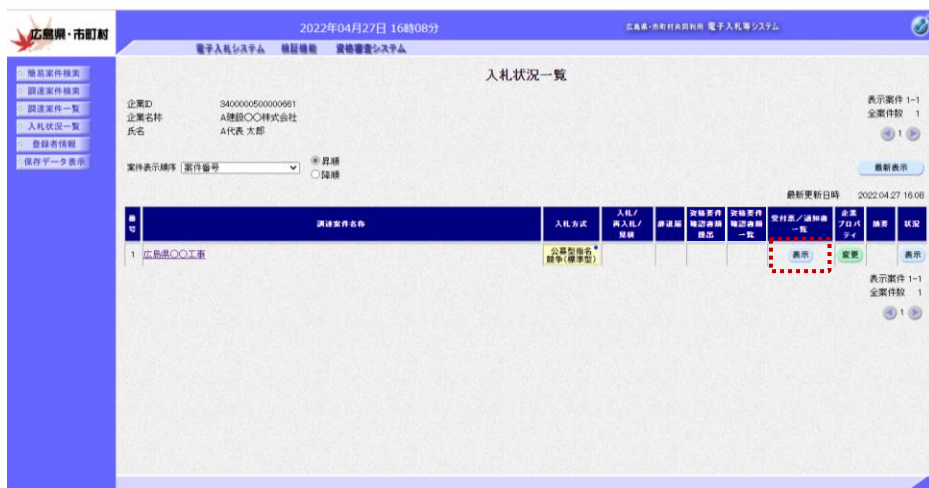 広島県・市町村
2022年04月27日 16時08分
広島県・市町村共同利用 電子入札等システム
電子入札システム 検証機能 資格審査システム
簡易案件検索
調達案件検索
調達案件一覧
入札状況一覧
登録者情報
保存データ表示
入札状況一覧
企業ID 3400000500000661
企業名称 A建設〇〇株式会社
氏名 A代表 太郎
表示案件 1-1
全案件数 1
1
案件表示順序 案件番号
昇順
降順
最新表示
最新更新日時 2022.04.27 16:08
番号 調達案件名称 入札方式 入札/再入札/見積 辞退届 資格要件確認書類提出 資格要件確認書類一覧 受付票/通知書一覧 企業プロパティ 摘要 状況
1 広島県〇〇工事 公募型指名競争(標準型) 表示 変更 表示
表示案件 1-1
全案件数 1
1